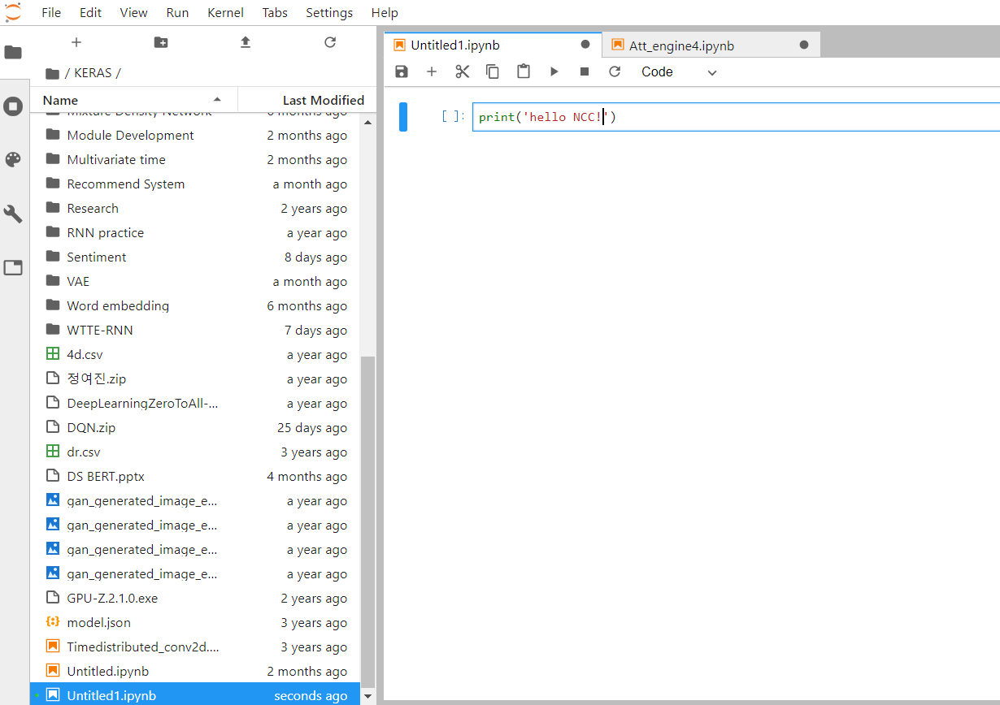 File Edit View Run Kernel Tabs Settings Help
/ KERAS /
Name Last Modified
Mixture Density Network 6 months ago
Module Development 2 months ago
Multivariate time 2 months ago
Recommend System a month ago
Research 2 years ago
RNN practice a year ago
Sentiment 8 days ago
VAE a month ago
Word embedding 6 months ago
WTTE-RNN 7 days ago
4d.csv a year ago
정여진.zip a year ago
DeepLearningZeroToAll-... a year ago
DQN.zip 25 days ago
dr.csv 3 years ago
DS BERT.pptx 4 months ago
gan_generated_image_e... a year ago
gan_generated_image_e... a year ago
gan_generated_image_e... a year ago
gan_generated_image_e... a year ago
GPU-Z.2.1.0.exe 2 years ago
model.json 3 years ago
Timedistributed_conv2d.... 3 years ago
Untitled.ipynb 2 months ago
Untitled1.ipynb seconds ago
Untitled1.ipynb Att_engine4.ipynb
Code
[ ]: print('hello NCC!')